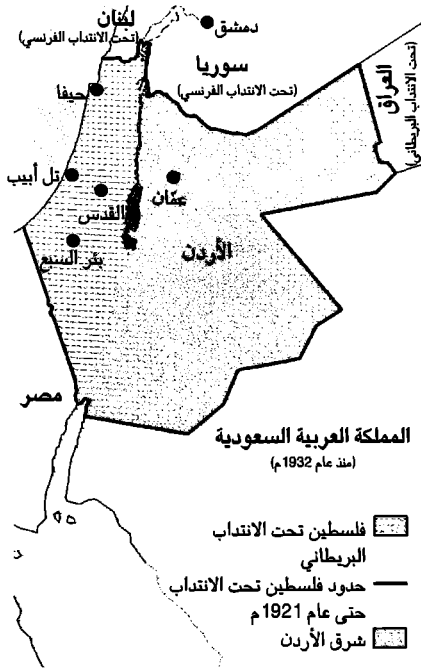 لبنان
(تحت الانتداب الفرنسي)
دمشق
سوريا
(تحت الانتداب الفرنسي)
العراق
(تحت الانتداب البريطاني)
حيفا
تل أبيب
عمّان
القدس
بئر السبع
الأردن
مصر
المملكة العربية السعودية
(منذ عام 1932م)
فلسطين تحت الانتداب
البريطاني
حدود فلسطين تحت الانتداب
حتى عام 1921م
شرق الأردن